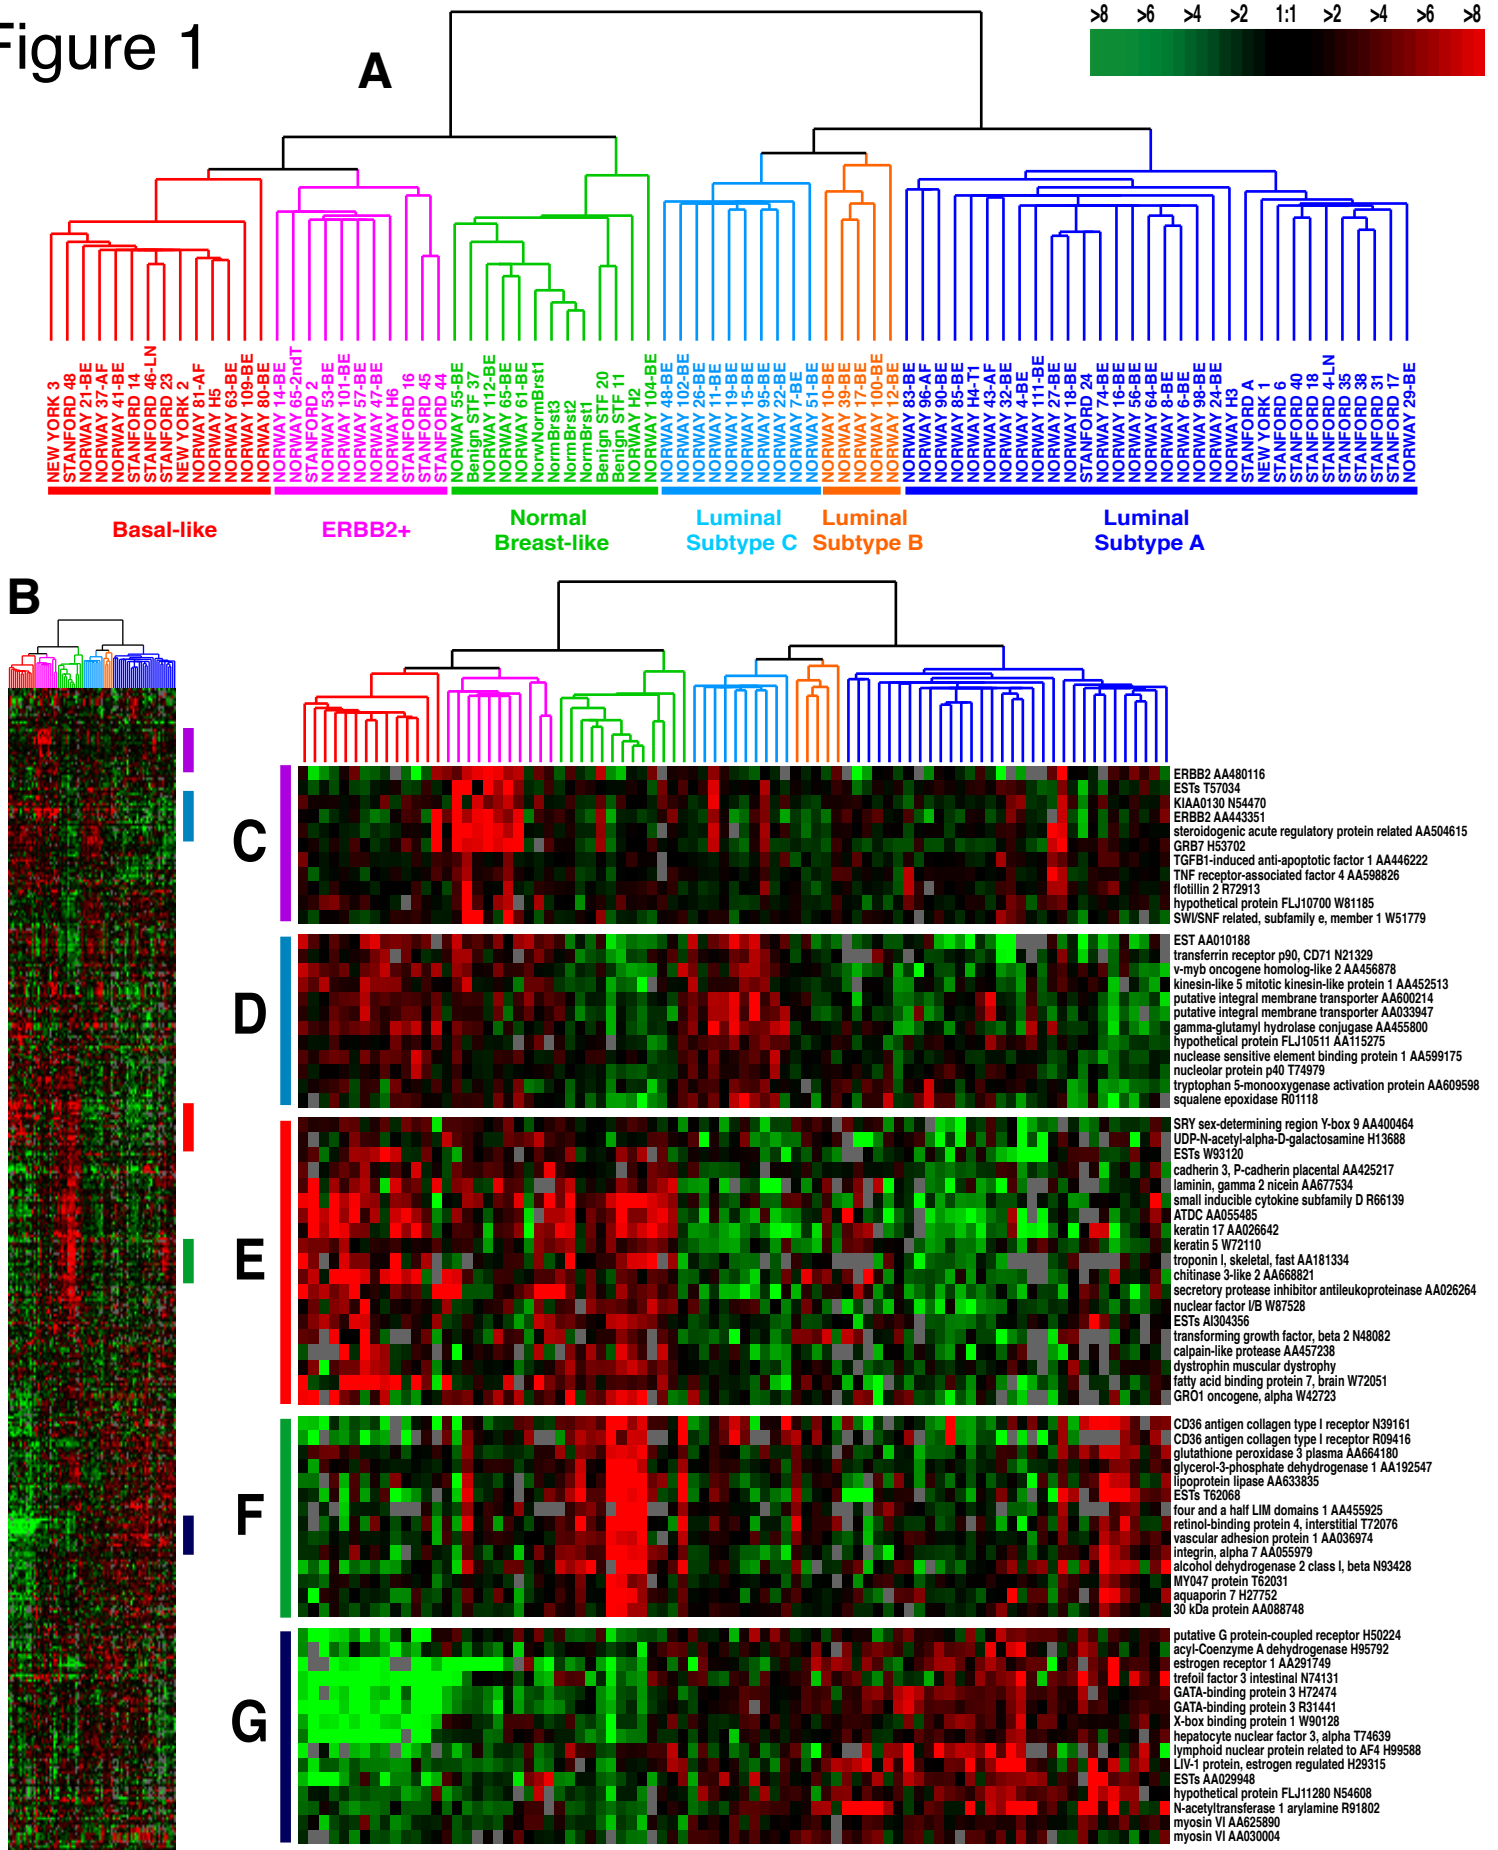 Figure 1
>8 >6 >4 >2 1:1 >2 >4 >6 >8
A
NEW YORK 3
STANFORD 48
NORWAY 21-BE
NORWAY 37-AF
NORWAY 41-BE
STANFORD 14
STANFORD 46-LN
STANFORD 23
NEW YORK 2
NORWAY 81-AF
NORWAY H5
NORWAY 63-BE
NORWAY 109-BE
NORWAY 80-BE
NORWAY 14-BE
NORWAY 65-2ndT
STANFORD 2
NORWAY 53-BE
NORWAY 101-BE
NORWAY 57-BE
NORWAY 47-BE
NORWAY H6
STANFORD 16
STANFORD 45
STANFORD 44
NORWAY 55-BE
Benign STF 37
NORWAY 112-BE
NORWAY 65-BE
NORWAY 61-BE
NorwNormBrst1
NormBrst3
NormBrst2
NormBrst1
Benign STF 20
Benign STF 11
NORWAY H2
NORWAY 104-BE
NORWAY 48-BE
NORWAY 102-BE
NORWAY 26-BE
NORWAY 11-BE
NORWAY 19-BE
NORWAY 15-BE
NORWAY 95-BE
NORWAY 22-BE
NORWAY 7-BE
NORWAY 51-BE
NORWAY 10-BE
NORWAY 39-BE
NORWAY 17-BE
NORWAY 100-BE
NORWAY 12-BE
NORWAY 83-BE
NORWAY 96-AF
NORWAY 90-BE
NORWAY 85-BE
NORWAY H4-T1
NORWAY 43-AF
NORWAY 32-BE
NORWAY 4-BE
NORWAY 111-BE
NORWAY 27-BE
NORWAY 18-BE
STANFORD 24
NORWAY 74-BE
NORWAY 16-BE
NORWAY 56-BE
NORWAY 64-BE
NORWAY 8-BE
NORWAY 6-BE
NORWAY 98-BE
NORWAY 24-BE
NORWAY H3
STANFORD A
NEW YORK 1
STANFORD 6
STANFORD 40
STANFORD 18
STANFORD 4-LN
STANFORD 35
STANFORD 38
STANFORD 31
STANFORD 17
NORWAY 29-BE
Basal-like
ERBB2+
Normal
Breast-like
Luminal
Subtype C
Luminal
Subtype B
Luminal
Subtype A
B
C
ERBB2 AA480116
ESTs T57034
KIAA0130 N54470
ERBB2 AA443351
steroidogenic acute regulatory protein related AA504615
GRB7 H53702
TGFB1-induced anti-apoptotic factor 1 AA446222
TNF receptor-associated factor 4 AA598826
flotillin 2 R72913
hypothetical protein FLJ10700 W81185
SWI/SNF related, subfamily e, member 1 W51779
D
EST AA010188
transferrin receptor p90, CD71 N21329
v-myb oncogene homolog-like 2 AA456878
kinesin-like 5 mitotic kinesin-like protein 1 AA452513
putative integral membrane transporter AA600214
putative integral membrane transporter AA033947
gamma-glutamyl hydrolase conjugase AA455800
hypothetical protein FLJ10511 AA115275
nuclease sensitive element binding protein 1 AA599175
nucleolar protein p40 T74979
tryptophan 5-monooxygenase activation protein AA609598
squalene epoxidase R01118
E
SRY sex-determining region Y-box 9 AA400464
UDP-N-acetyl-alpha-D-galactosamine H13688
ESTs W93120
cadherin 3, P-cadherin placental AA425217
laminin, gamma 2 nicein AA677534
small inducible cytokine subfamily D R66139
ATDC AA055485
keratin 17 AA026642
keratin 5 W72110
troponin I, skeletal, fast AA181334
chitinase 3-like 2 AA668821
secretory protease inhibitor antileukoproteinase AA026264
nuclear factor I/B W87528
ESTs AI304356
transforming growth factor, beta 2 N48082
calpain-like protease AA457238
dystrophin muscular dystrophy
fatty acid binding protein 7, brain W72051
GRO1 oncogene, alpha W42723
F
CD36 antigen collagen type I receptor N39161
CD36 antigen collagen type I receptor R09416
glutathione peroxidase 3 plasma AA664180
glycerol-3-phosphate dehydrogenase 1 AA192547
lipoprotein lipase AA633835
ESTs T62068
four and a half LIM domains 1 AA455925
retinol-binding protein 4, interstitial T72076
vascular adhesion protein 1 AA036974
integrin, alpha 7 AA055979
alcohol dehydrogenase 2 class I, beta N93428
MY047 protein T62031
aquaporin 7 H27752
30 kDa protein AA088748
G
putative G protein-coupled receptor H50224
acyl-Coenzyme A dehydrogenase H95792
estrogen receptor 1 AA291749
trefoil factor 3 intestinal N74131
GATA-binding protein 3 H72474
GATA-binding protein 3 R31441
X-box binding protein 1 W90128
hepatocyte nuclear factor 3, alpha T74639
lymphoid nuclear protein related to AF4 H99588
LIV-1 protein, estrogen regulated H29315
ESTs AA029948
hypothetical protein FLJ11280 N54608
N-acetyltransferase 1 arylamine R91802
myosin VI AA625890
myosin VI AA030004